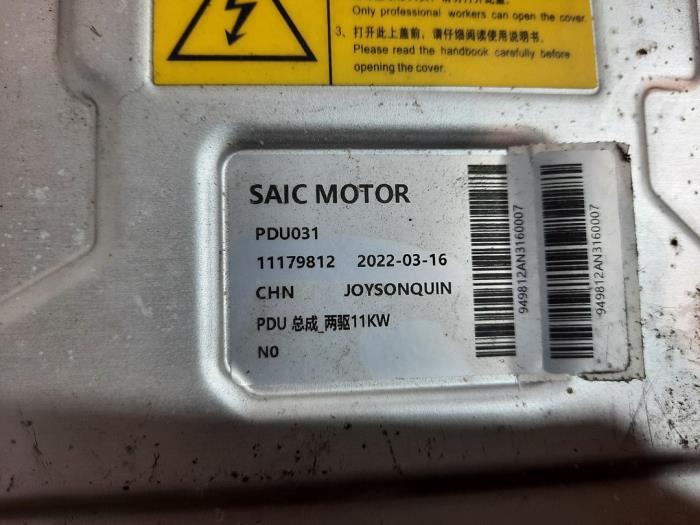 Only professional workers can open the cover
3、打开此上盖前，请仔细阅读使用说明书.
Please read the handbook carefully before
opening the cover.
SAIC MOTOR
PDU031
11179812 2022-03-16
CHN JOYSONQUIN
PDU 总成_两驱11KW
N0
949812AN3160007
949812AN3160007